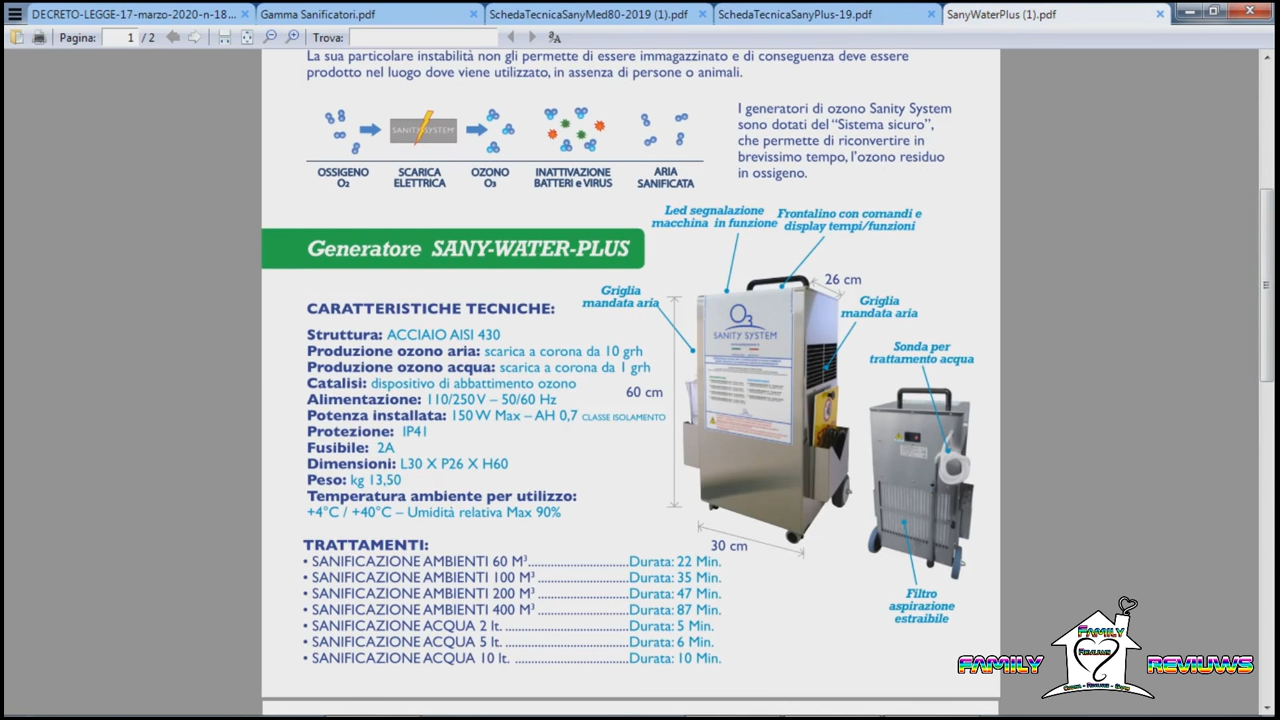 DECRETO-LEGGE-17-marzo-2020-n-18...
Gamma Sanificatori.pdf
SchedaTecnicaSanyMed80-2019 (1).pdf
SchedaTecnicaSanyPlus-19.pdf
SanyWaterPlus (1).pdf
Pagina: 1 / 2
Trova:
La sua particolare instabilità non gli permette di essere immagazzinato e di conseguenza deve essere
prodotto nel luogo dove viene utilizzato, in assenza di persone o animali.
SANITY SYSTEM
OSSIGENO
O2
SCARICA
ELETTRICA
OZONO
O3
INATTIVAZIONE
BATTERI e VIRUS
ARIA
SANIFICATA
I generatori di ozono Sanity System
sono dotati del “Sistema sicuro”,
che permette di riconvertire in
brevissimo tempo, l’ozono residuo
in ossigeno.
Generatore SANY-WATER-PLUS
Led segnalazione
macchina in funzione
Frontalino con comandi e
display tempi/funzioni
Griglia
mandata aria
26 cm
Griglia
mandata aria
Sonda per
trattamento acqua
O3
SANITY SYSTEM
60 cm
30 cm
Filtro
aspirazione
estraibile
CARATTERISTICHE TECNICHE:
Struttura: ACCIAIO AISI 430
Produzione ozono aria: scarica a corona da 10 grh
Produzione ozono acqua: scarica a corona da 1 grh
Catalisi: dispositivo di abbattimento ozono
Alimentazione: 110/250 V – 50/60 Hz
Potenza installata: 150 W Max – AH 0,7 CLASSE ISOLAMENTO
Protezione: IP41
Fusibile: 2A
Dimensioni: L30 X P26 X H60
Peso: kg 13,50
Temperatura ambiente per utilizzo:
+4°C / +40°C – Umidità relativa Max 90%
TRATTAMENTI:
• SANIFICAZIONE AMBIENTI 60 M³............................Durata: 22 Min.
• SANIFICAZIONE AMBIENTI 100 M³ .........................Durata: 35 Min.
• SANIFICAZIONE AMBIENTI 200 M³ .........................Durata: 47 Min.
• SANIFICAZIONE AMBIENTI 400 M³ .........................Durata: 87 Min.
• SANIFICAZIONE ACQUA 2 lt. ..................................Durata: 5 Min.
• SANIFICAZIONE ACQUA 5 lt. ..................................Durata: 6 Min.
• SANIFICAZIONE ACQUA 10 lt. ...............................Durata: 10 Min.
FAMILY
REVIUWS
FAMILY REVIUWS